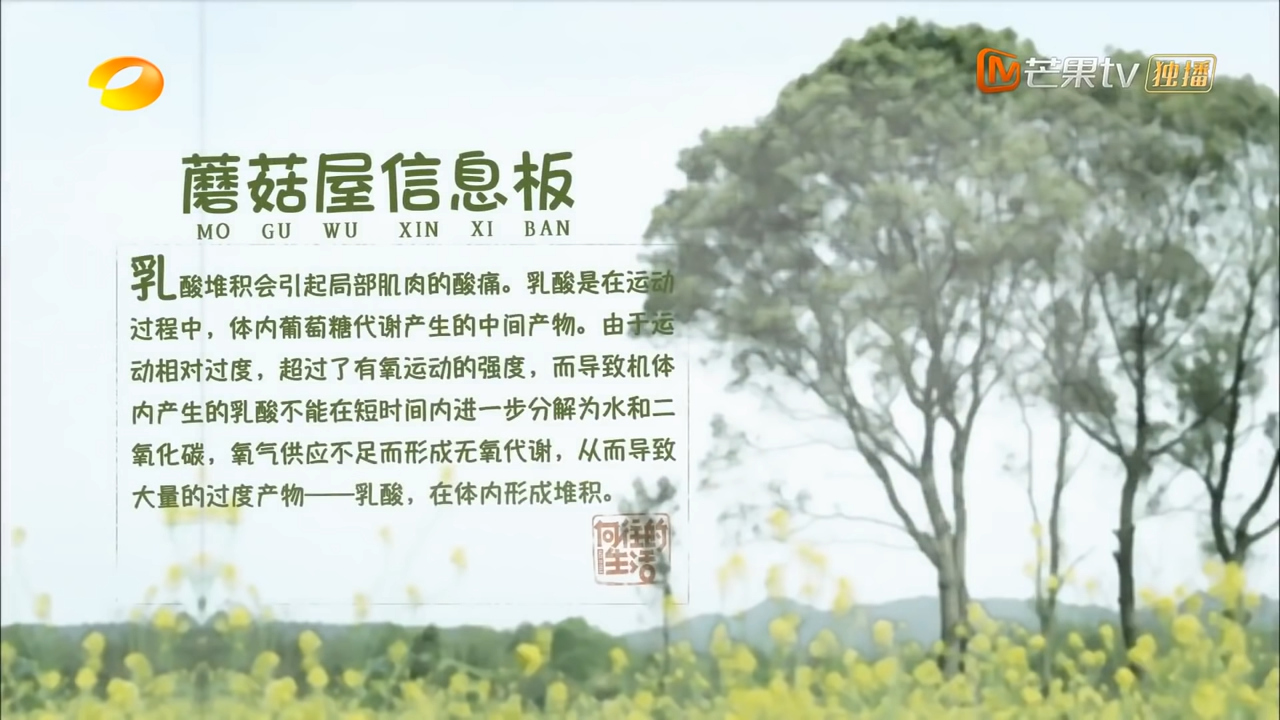 芒果tv 独播
蘑菇屋信息板
MO GU WU XIN XI BAN
乳酸堆积会引起局部肌肉的酸痛。乳酸是在运动
过程中，体内葡萄糖代谢产生的中间产物。由于运
动相对过度，超过了有氧运动的强度，而导致机体
内产生的乳酸不能在短时间内进一步分解为水和二
氧化碳，氧气供应不足而形成无氧代谢，从而导致
大量的过度产物——乳酸，在体内形成堆积。
向往的
生活